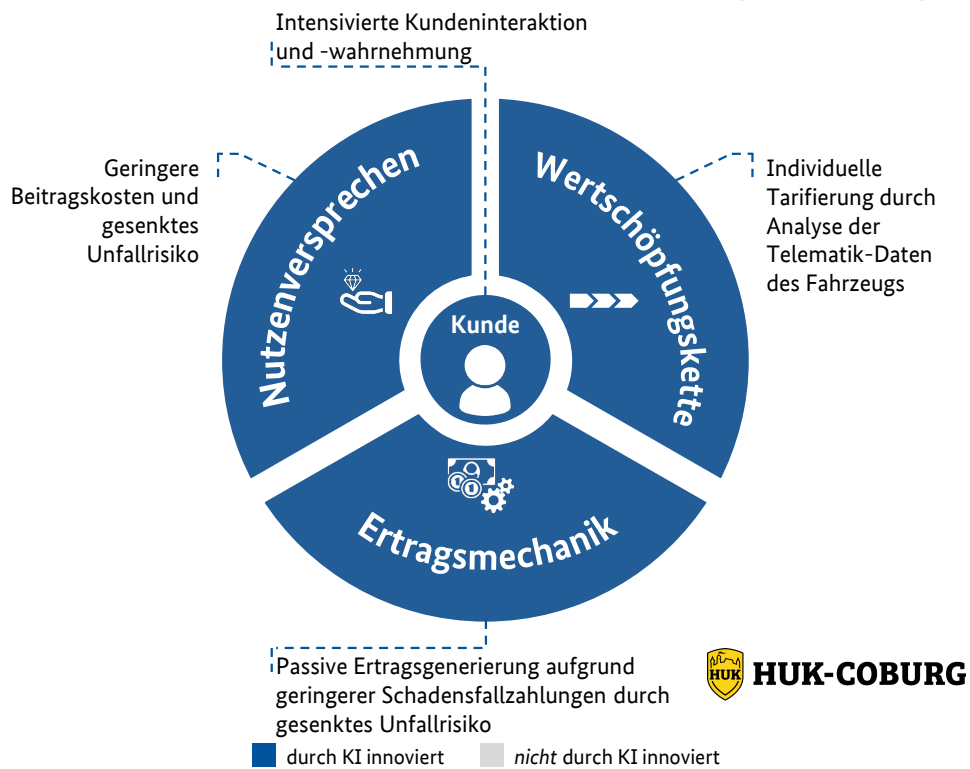 Intensivierte Kundeninteraktion
und -wahrnehmung
Geringere
Beitragskosten und
gesenktes
Unfallrisiko
Nutzenversprechen
Wertschöpfungskette
Individuelle
Tarifierung durch
Analyse der
Telematik-Daten
des Fahrzeugs
Kunde
Ertragsmechanik
Passive Ertragsgenerierung aufgrund
geringerer Schadensfallzahlungen durch
gesenktes Unfallrisiko
HUK HUK-COBURG
durch KI innoviert nicht durch KI innoviert